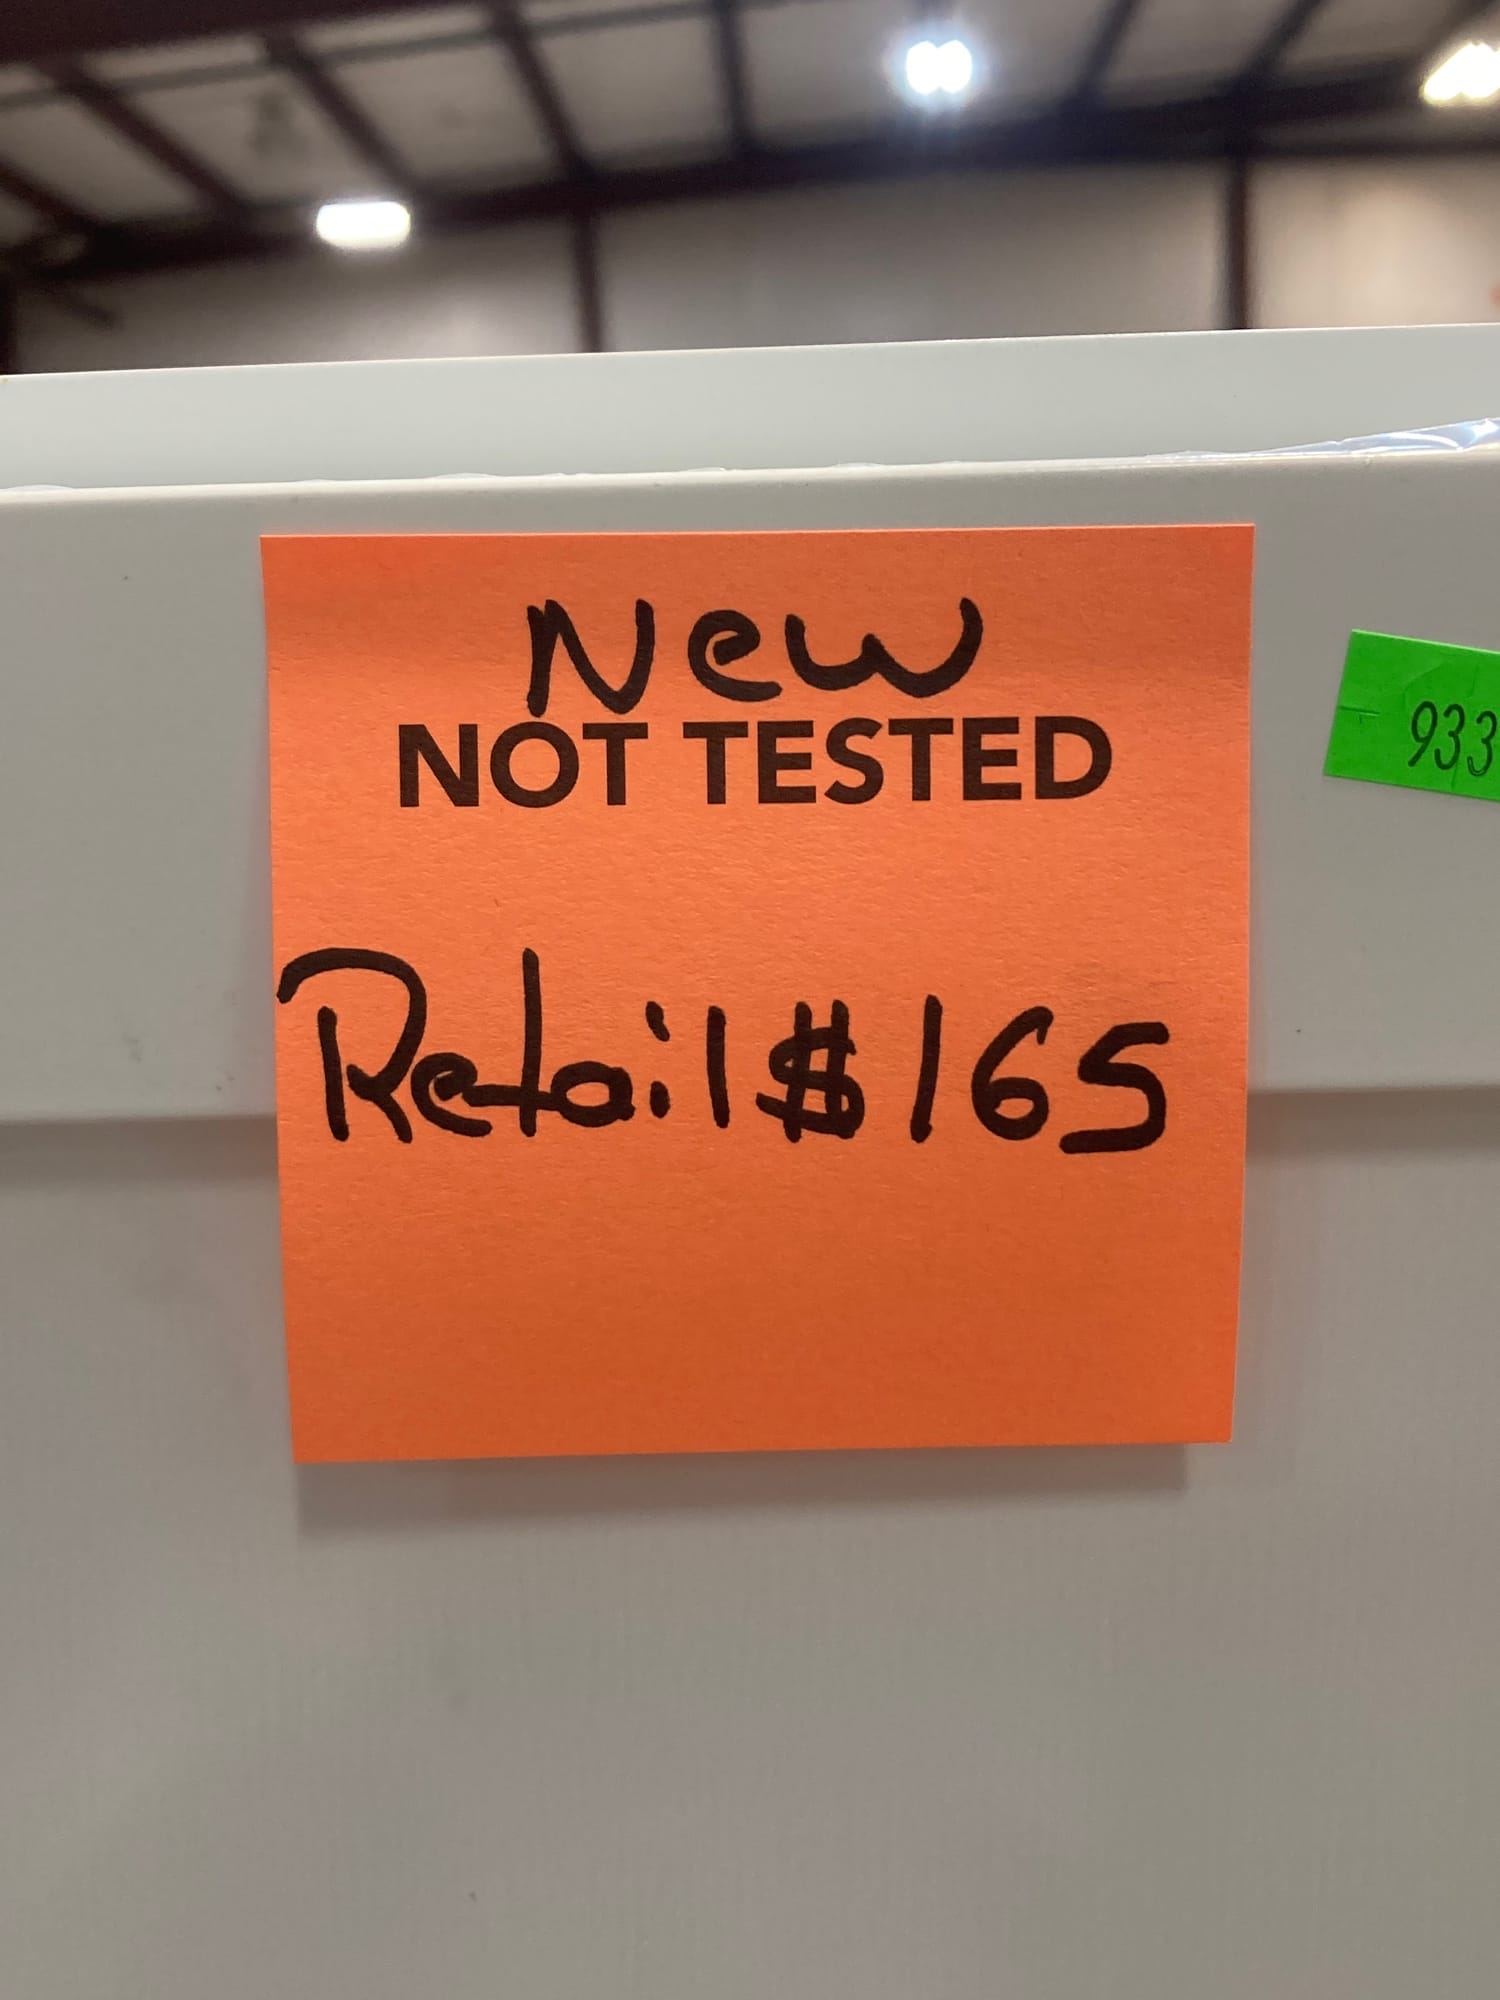 New
NOT TESTED
Retail $165
933